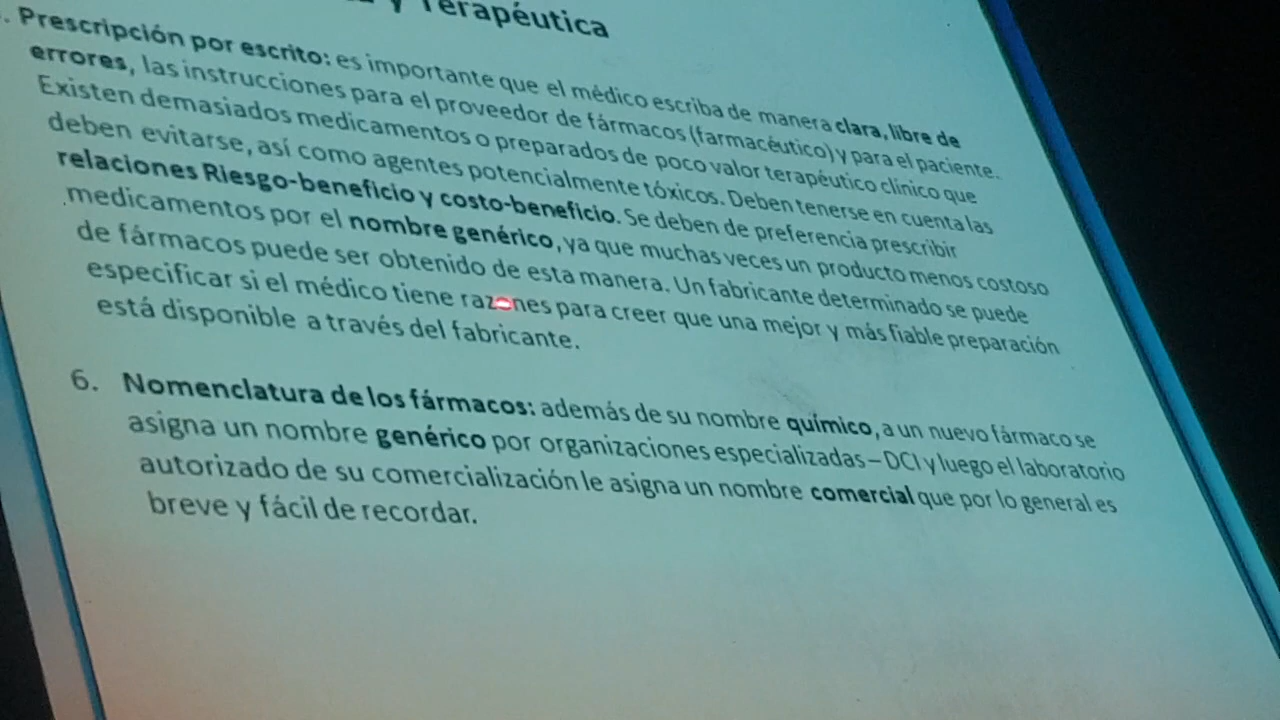 y Terapéutica
. Prescripción por escrito: es importante que el médico escriba de manera clara, libre de
errores, las instrucciones para el proveedor de fármacos (farmacéutico) y para el paciente.
Existen demasiados medicamentos o preparados de poco valor terapéutico clínico que
deben evitarse, así como agentes potencialmente tóxicos. Deben tenerse en cuenta las
relaciones Riesgo-beneficio y costo-beneficio. Se deben de preferencia prescribir
medicamentos por el nombre genérico, ya que muchas veces un producto menos costoso
de fármacos puede ser obtenido de esta manera. Un fabricante determinado se puede
especificar si el médico tiene razones para creer que una mejor y más fiable preparación
está disponible a través del fabricante.
6. Nomenclatura de los fármacos: además de su nombre químico, a un nuevo fármaco se
asigna un nombre genérico por organizaciones especializadas – DCI y luego el laboratorio
autorizado de su comercialización le asigna un nombre comercial que por lo general es
breve y fácil de recordar.